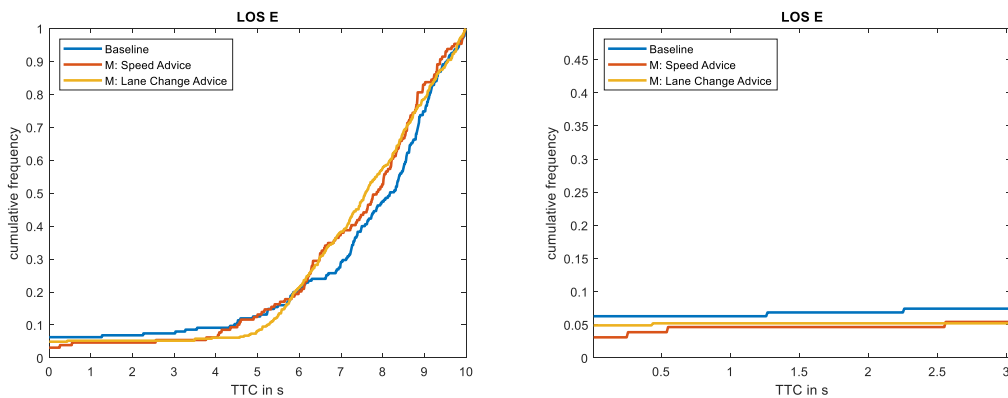 LOS E
Baseline
M: Speed Advice
M: Lane Change Advice
1
0.9
0.8
0.7
0.6
0.5
0.4
0.3
0.2
0.1
0
cumulative frequency
0 1 2 3 4 5 6 7 8 9 10
TTC in s
LOS E
Baseline
M: Speed Advice
M: Lane Change Advice
0.45
0.4
0.35
0.3
0.25
0.2
0.15
0.1
0.05
0
cumulative frequency
0.5 1 1.5 2 2.5 3
TTC in s